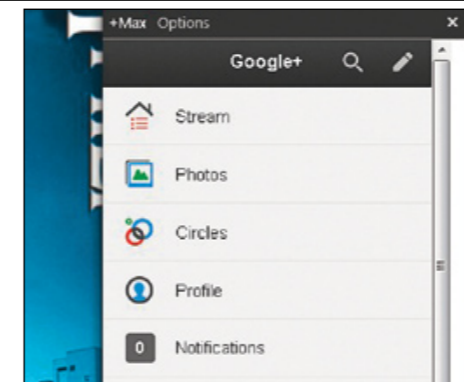 +Max Options
Google+
Stream
Photos
Circles
Profile
0 Notifications